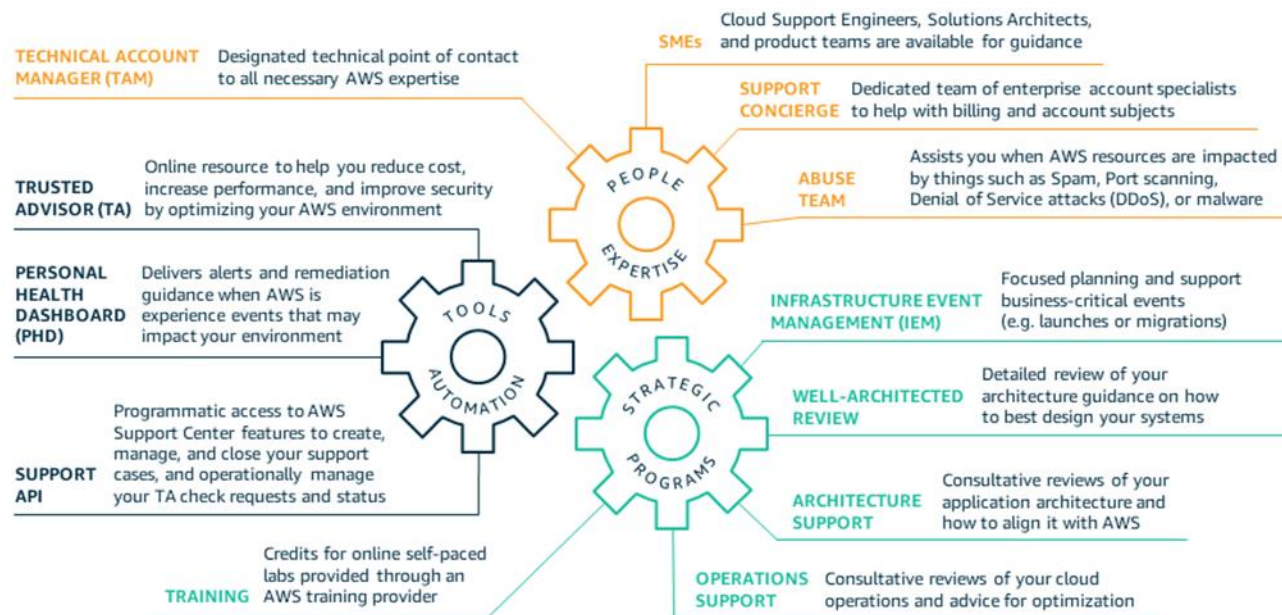 TECHNICAL ACCOUNT
MANAGER (TAM)
Designated technical point of contact
to all necessary AWS expertise
SMEs
Cloud Support Engineers, Solutions Architects,
and product teams are available for guidance
SUPPORT
CONCIERGE
Dedicated team of enterprise account specialists
to help with billing and account subjects
ABUSE
TEAM
Assists you when AWS resources are impacted
by things such as Spam, Port scanning,
Denial of Service attacks (DDoS), or malware
PEOPLE
EXPERTISE
TRUSTED
ADVISOR (TA)
Online resource to help you reduce cost,
increase performance, and improve security
by optimizing your AWS environment
PERSONAL
HEALTH
DASHBOARD
(PHD)
Delivers alerts and remediation
guidance when AWS is
experience events that may
impact your environment
SUPPORT
API
Programmatic access to AWS
Support Center features to create,
manage, and close your support
cases, and operationally manage
your TA check requests and status
TOOLS
AUTOMATION
INFRASTRUCTURE EVENT
MANAGEMENT (IEM)
Focused planning and support
business-critical events
(e.g. launches or migrations)
WELL-ARCHITECTED
REVIEW
Detailed review of your
architecture guidance on how
to best design your systems
ARCHITECTURE
SUPPORT
Consultative reviews of your
application architecture and
how to align it with AWS
OPERATIONS
SUPPORT
Consultative reviews of your cloud
operations and advice for optimization
TRAINING
Credits for online self-paced
labs provided through an
AWS training provider
STRATEGIC
PROGRAMS